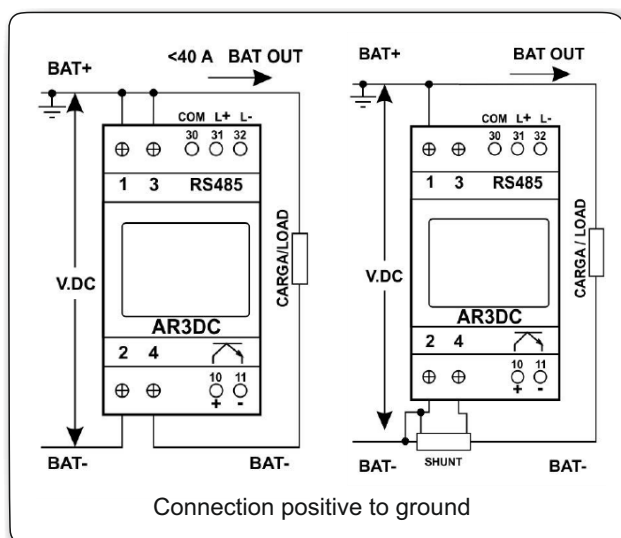 <40 A BAT OUT
BAT+
COM L+ L-
30 31 32
1 3 RS485
V.DC
CARGA/LOAD
AR3DC
2 4
10 11
+ -
BAT- BAT-
BAT OUT
BAT+
COM L+ L-
30 31 32
1 3 RS485
V.DC
CARGA / LOAD
AR3DC
2 4
10 11
+ -
BAT- SHUNT BAT-
Connection positive to ground